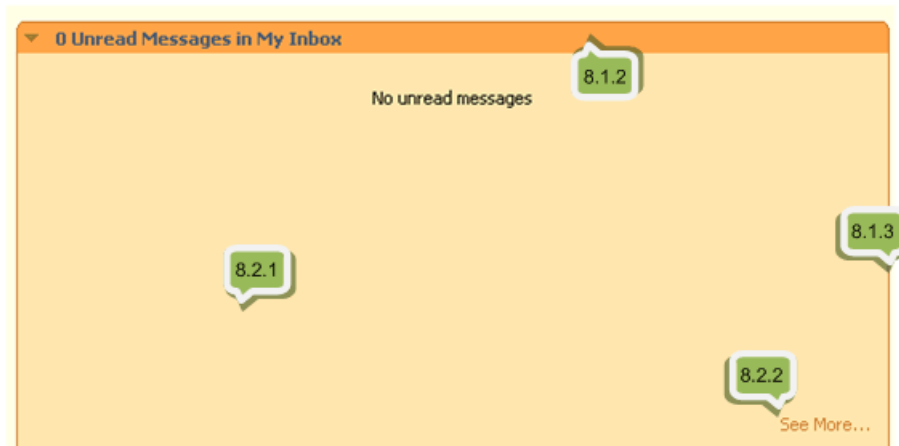 0 Unread Messages in My Inbox
8.1.2
No unread messages
8.1.3
8.2.1
8.2.2
See More...